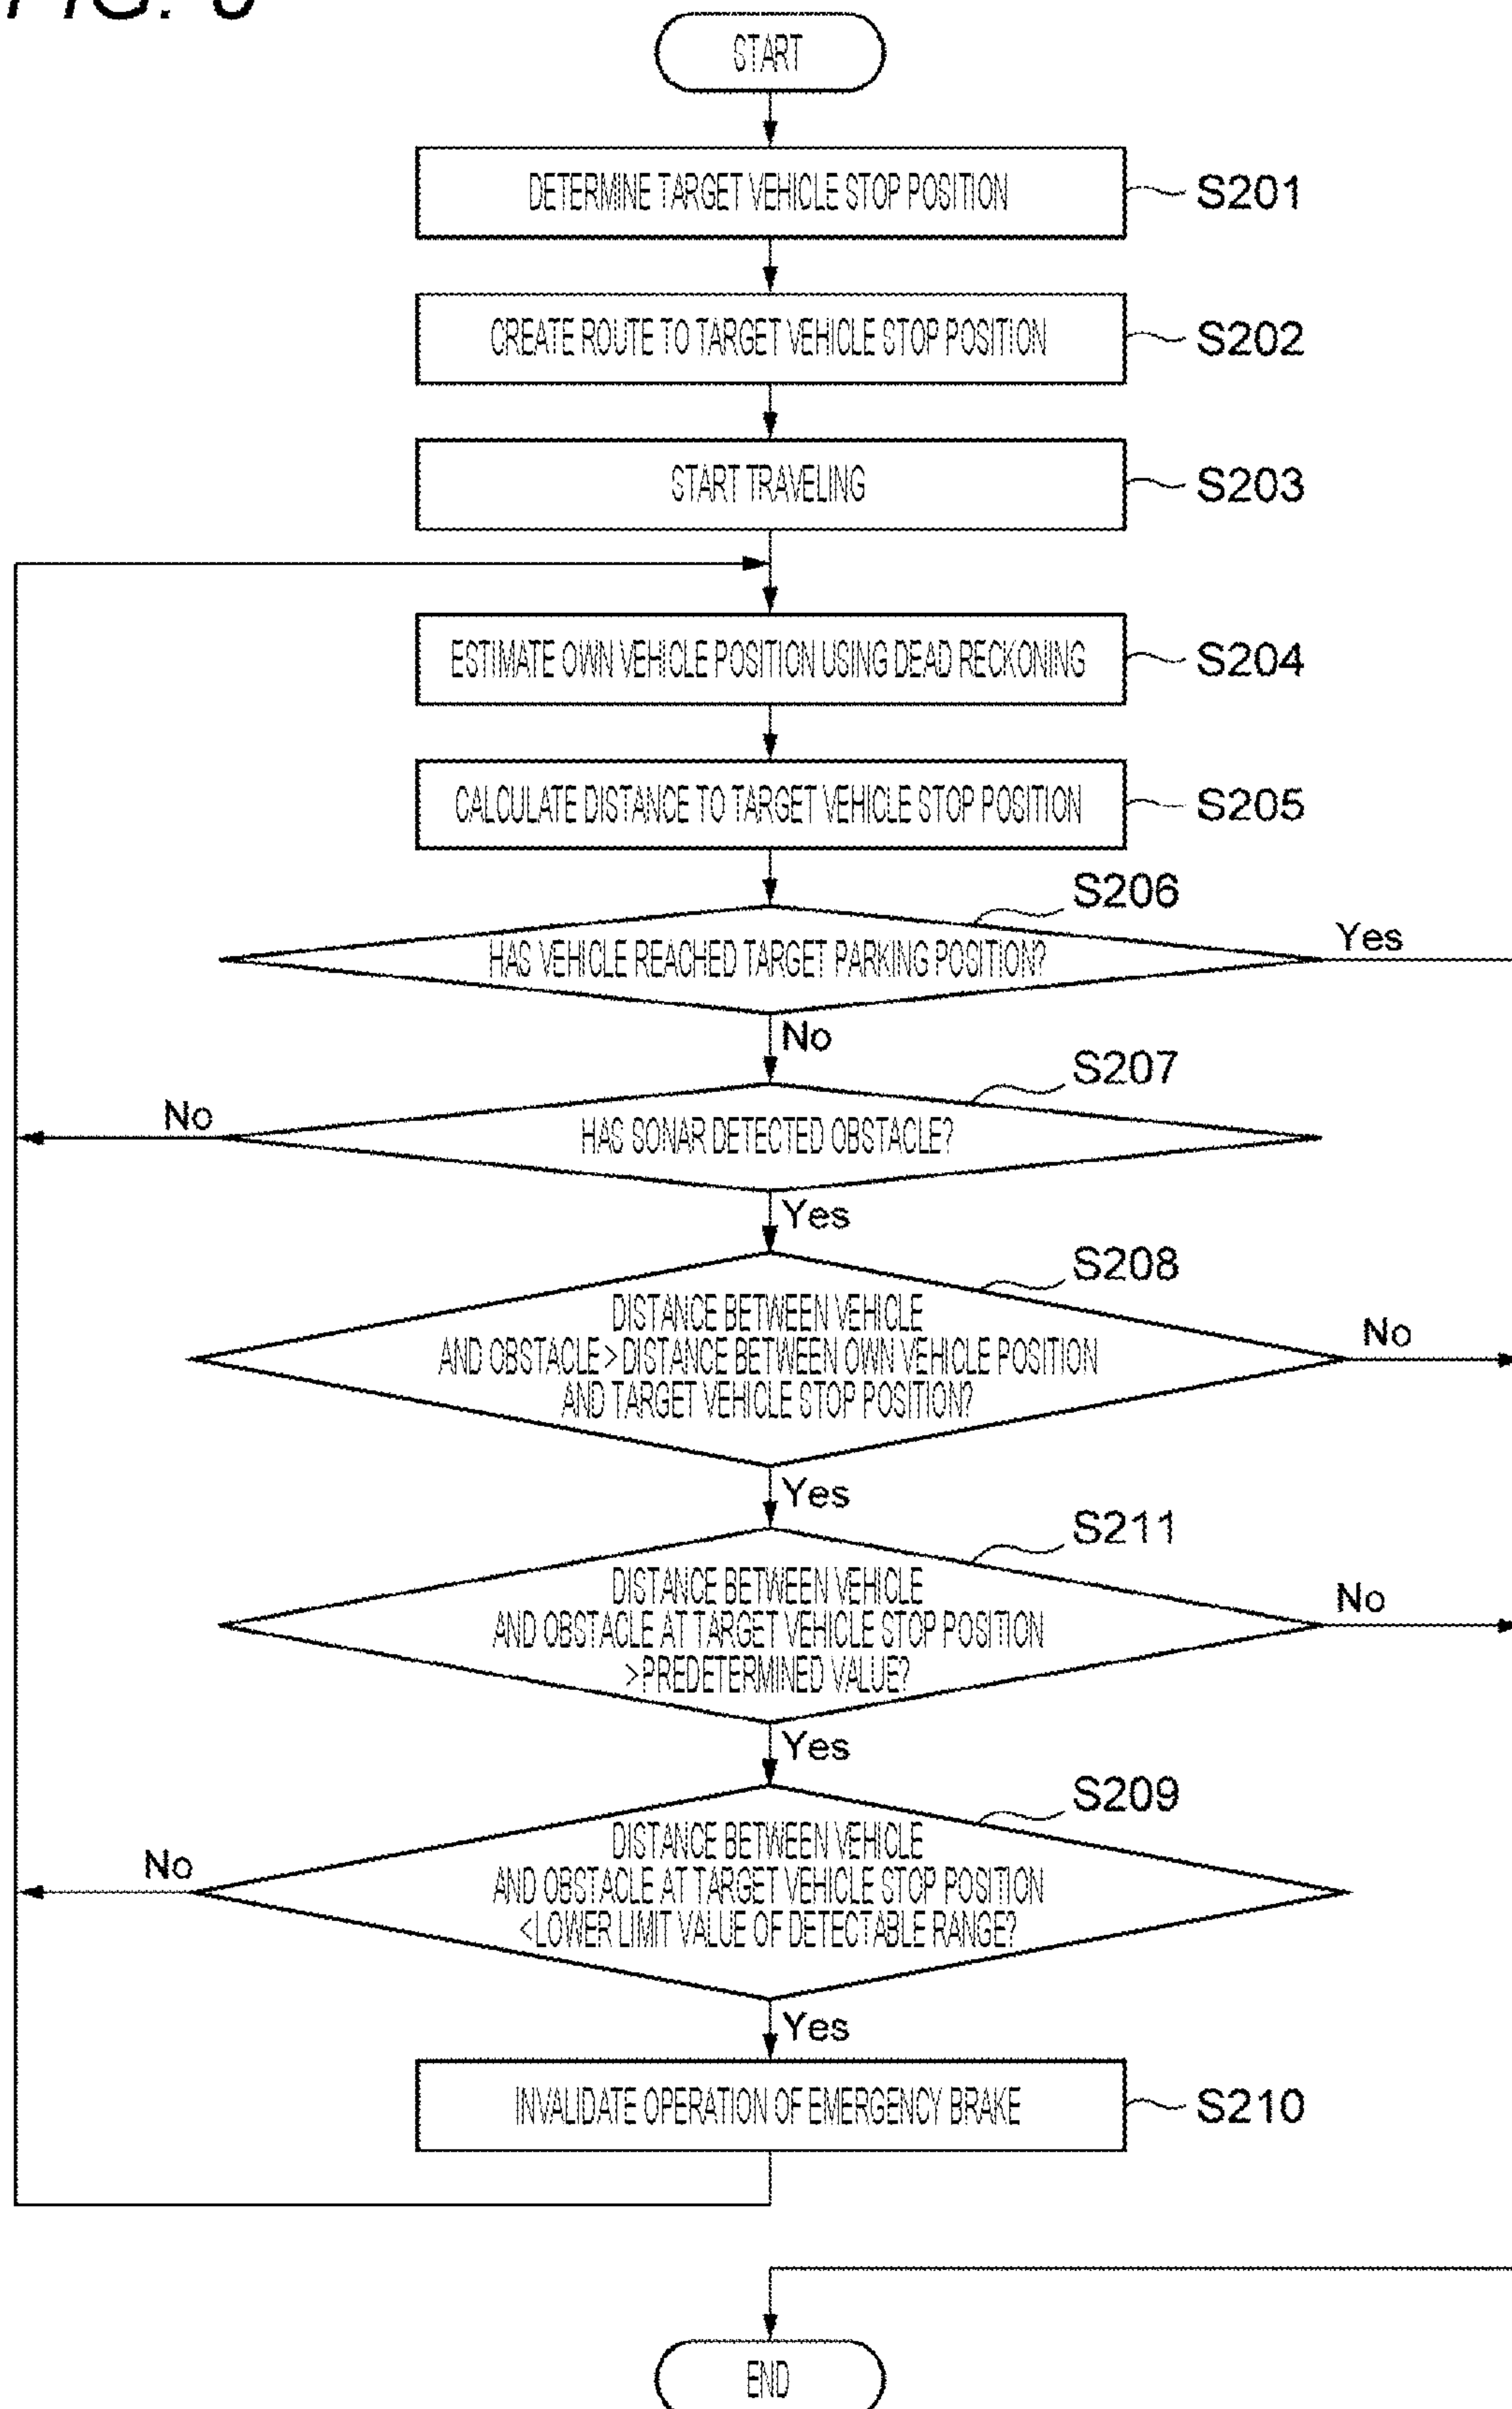 FIG.
START
DETERMINE TARGET VEHICLE STOP POSITION
S201
CREATE ROUTE TO TARGET VEHICLE STOP POSITION
S202
START TRAVELING
S203
ESTIMATE OWN VEHICLE POSITION USING DEAD RECKONING
S204
CALCULATE DISTANCE TO TARGET VEHICLE STOP POSITION
S205
S206
HAS VEHICLE REACHED TARGET PARKING POSITION?
Yes
No
S207
HAS SONAR DETECTED OBSTACLE?
No
Yes
S208
DISTANCE BETWEEN VEHICLE
AND OBSTACLE>DISTANCE BETWEEN OWN VEHICLE POSITION
AND TARGET VEHICLE STOP POSITION?
No
Yes
S211
DISTANCE BETWEEN VEHICLE
AND OBSTACLE AT TARGET VEHICLE STOP POSITION
>PREDETERMINED VALUE?
No
Yes
S209
DISTANCE BETWEEN VEHICLE
AND OBSTACLE AT TARGET VEHICLE STOP POSITION
<LOWER LIMIT VALUE OF DETECTABLE RANGE?
No
Yes
INVALIDATE OPERATION OF EMERGENCY BRAKE
S210
END